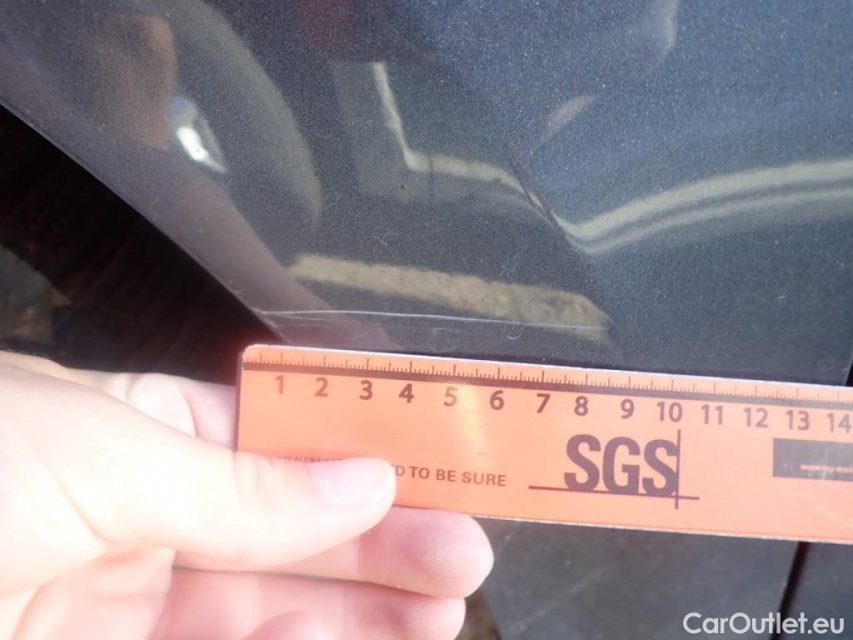 1 2 3 4 5 6 7 8 9 10 11 12 13 14
D TO BE SURE
SGS
CarOutlet.eu